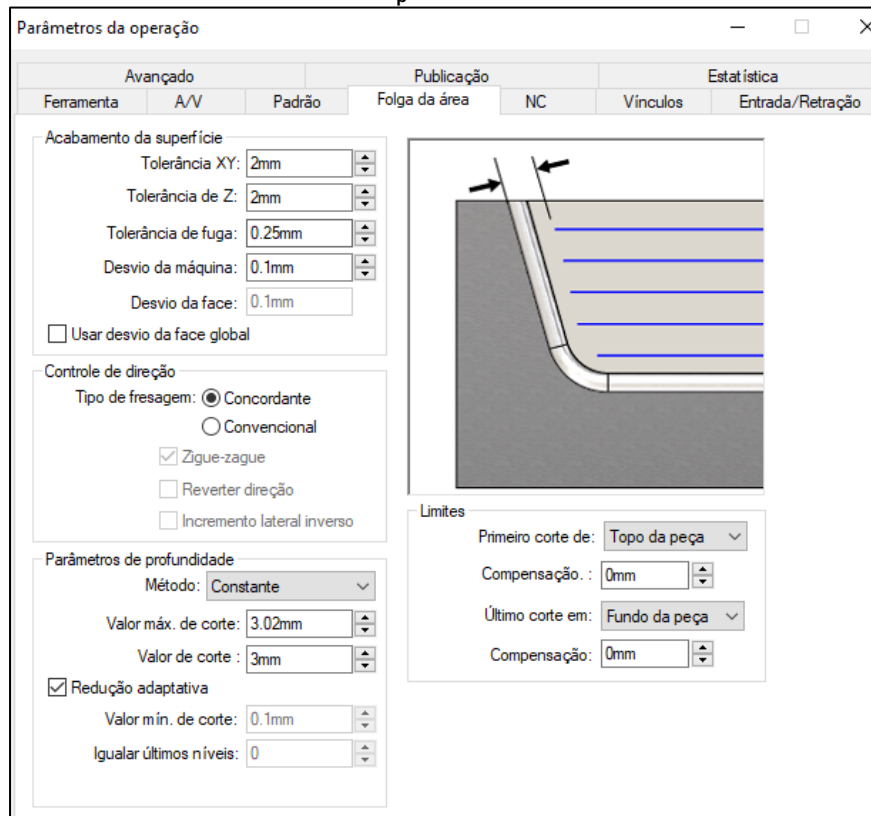 Parâmetros da operação
Avançado Publicação Estatística
Ferramenta A/V Padrão Folga da área NC Vínculos Entrada/Retração
Acabamento da superfície
Tolerância XY: 2mm
Tolerância de Z: 2mm
Tolerância de fuga: 0.25mm
Desvio da máquina: 0.1mm
Desvio da face: 0.1mm
Usar desvio da face global
Controle de direção
Tipo de fresagem: Concordante
Convencional
Zigue-zague
Reverter direção
Incremento lateral inverso
Parâmetros de profundidade
Método: Constante
Valor máx. de corte: 3.02mm
Valor de corte : 3mm
Redução adaptativa
Valor mín. de corte: 0.1mm
Igualar últimos níveis: 0
Limites
Primeiro corte de: Topo da peça
Compensação. : 0mm
Último corte em: Fundo da peça
Compensação: 0mm